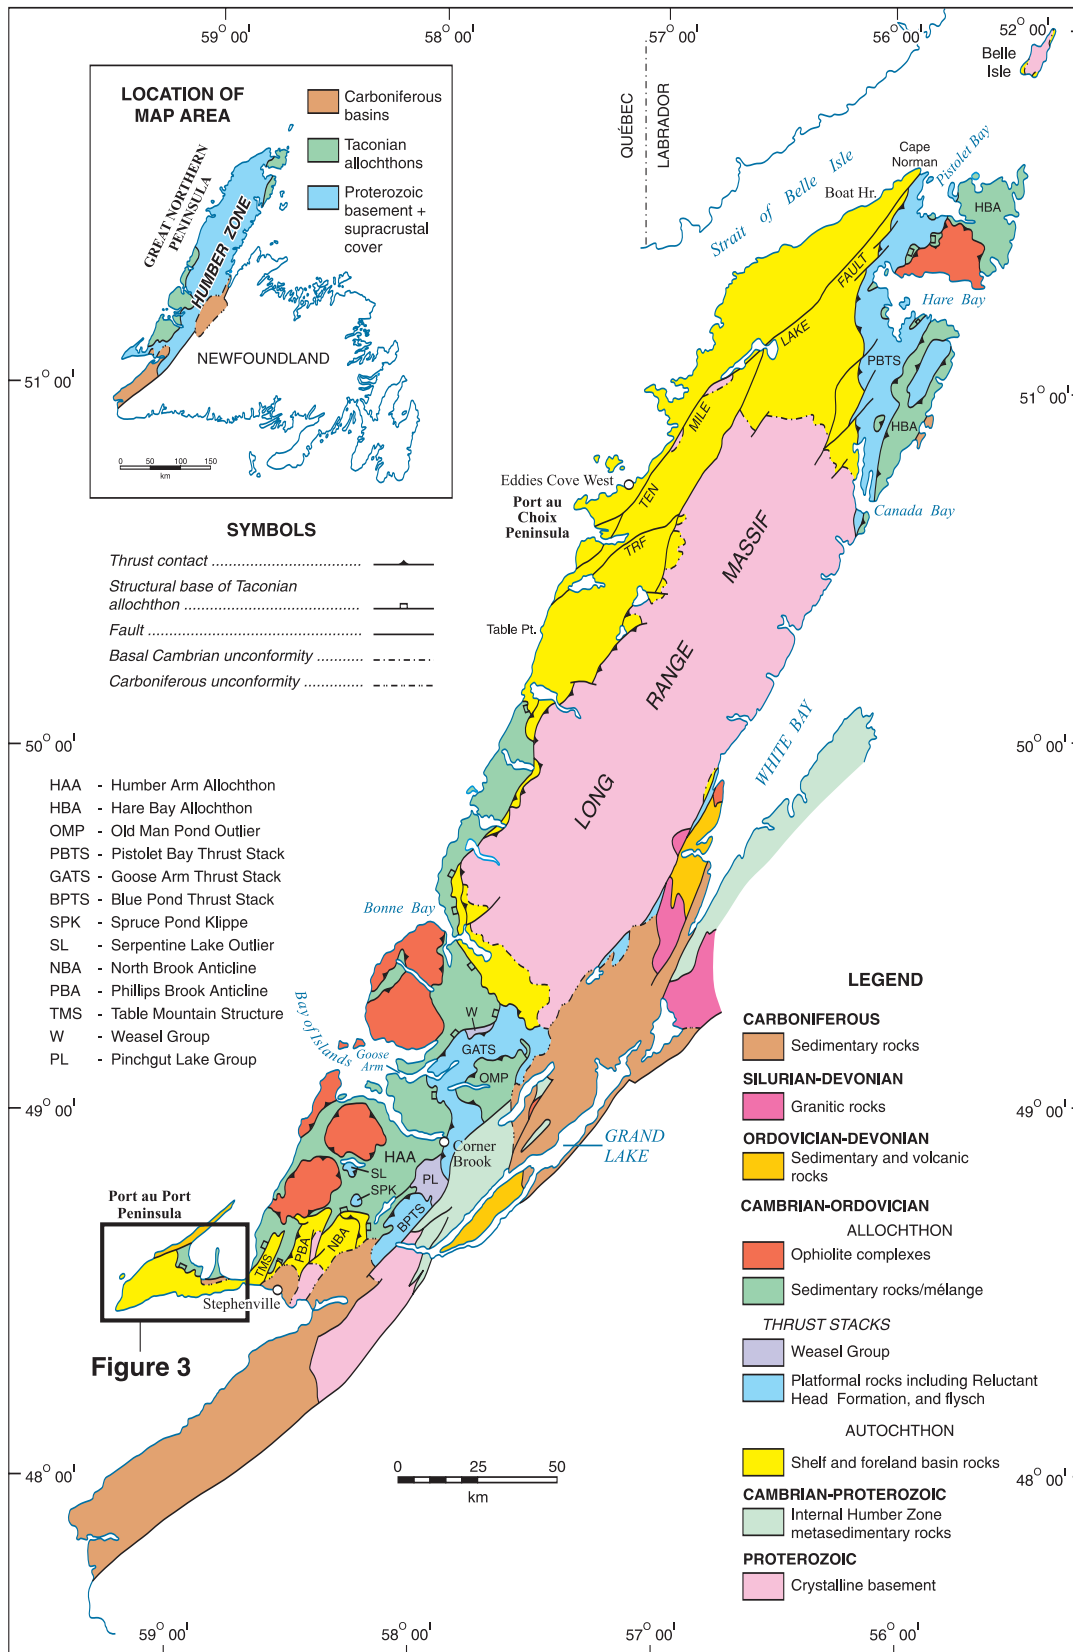 59° 00'
58° 00'
57° 00'
56° 00'
52° 00'
Belle
Isle
LOCATION OF
MAP AREA
Carboniferous
basins
Taconian
allochthons
Proterozoic
basement +
supracrustal
cover
GREAT NORTHERN
PENINSULA
HUMBER ZONE
NEWFOUNDLAND
0 50 100 150
km
QUÉBEC
LABRADOR
Strait of Belle Isle
Cape
Norman
Pistolet Bay
Boat Hr.
HBA
Hare Bay
FAULT
LAKE
MILE
TEN
PBTS
HBA
51° 00'
51° 00'
Eddies Cove West
Port au
Choix
Peninsula
TRF
Canada Bay
SYMBOLS
Thrust contact
Structural base of Taconian
allochthon
Fault
Basal Cambrian unconformity
Carboniferous unconformity
Table Pt.
LONG
RANGE
MASSIF
WHITE BAY
50° 00'
50° 00'
HAA - Humber Arm Allochthon
HBA - Hare Bay Allochthon
OMP - Old Man Pond Outlier
PBTS - Pistolet Bay Thrust Stack
GATS - Goose Arm Thrust Stack
BPTS - Blue Pond Thrust Stack
SPK - Spruce Pond Klippe
SL - Serpentine Lake Outlier
NBA - North Brook Anticline
PBA - Phillips Brook Anticline
TMS - Table Mountain Structure
W - Weasel Group
PL - Pinchgut Lake Group
Bonne Bay
Bay of Islands
Goose
Arm
W
GATS
OMP
49° 00'
49° 00'
Corner
Brook
GRAND
LAKE
HAA
SL
SPK
PL
BPTS
NBA
PBA
TMS
Port au Port
Peninsula
Stephenville
Figure 3
LEGEND
CARBONIFEROUS
Sedimentary rocks
SILURIAN-DEVONIAN
Granitic rocks
ORDOVICIAN-DEVONIAN
Sedimentary and volcanic
rocks
CAMBRIAN-ORDOVICIAN
ALLOCHTHON
Ophiolite complexes
Sedimentary rocks/mélange
THRUST STACKS
Weasel Group
Platformal rocks including Reluctant
Head Formation, and flysch
AUTOCHTHON
Shelf and foreland basin rocks
CAMBRIAN-PROTEROZOIC
Internal Humber Zone
metasedimentary rocks
PROTEROZOIC
Crystalline basement
0 25 50
km
48° 00'
48° 00'
59° 00'
58° 00'
57° 00'
56° 00'